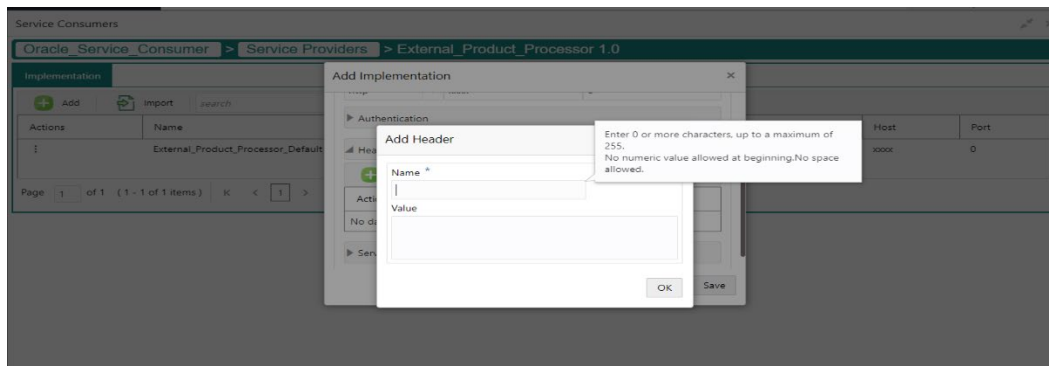 Service Consumers
Oracle_Service_Consumer > Service Providers > External_Product_Processor 1.0
Implementation
Add Implementation ×
Add Import search
Authentication
Actions Name Host Port
Add Header
Enter 0 or more characters, up to a maximum of
255.
No numeric value allowed at beginning.No space
allowed.
External_Product_Processor_Default xxxx 0
Hea
Name *
Page 1 of 1 ( 1 - 1 of 1 items ) K < 1 >
Acti
Value
No da
Serv
OK Save